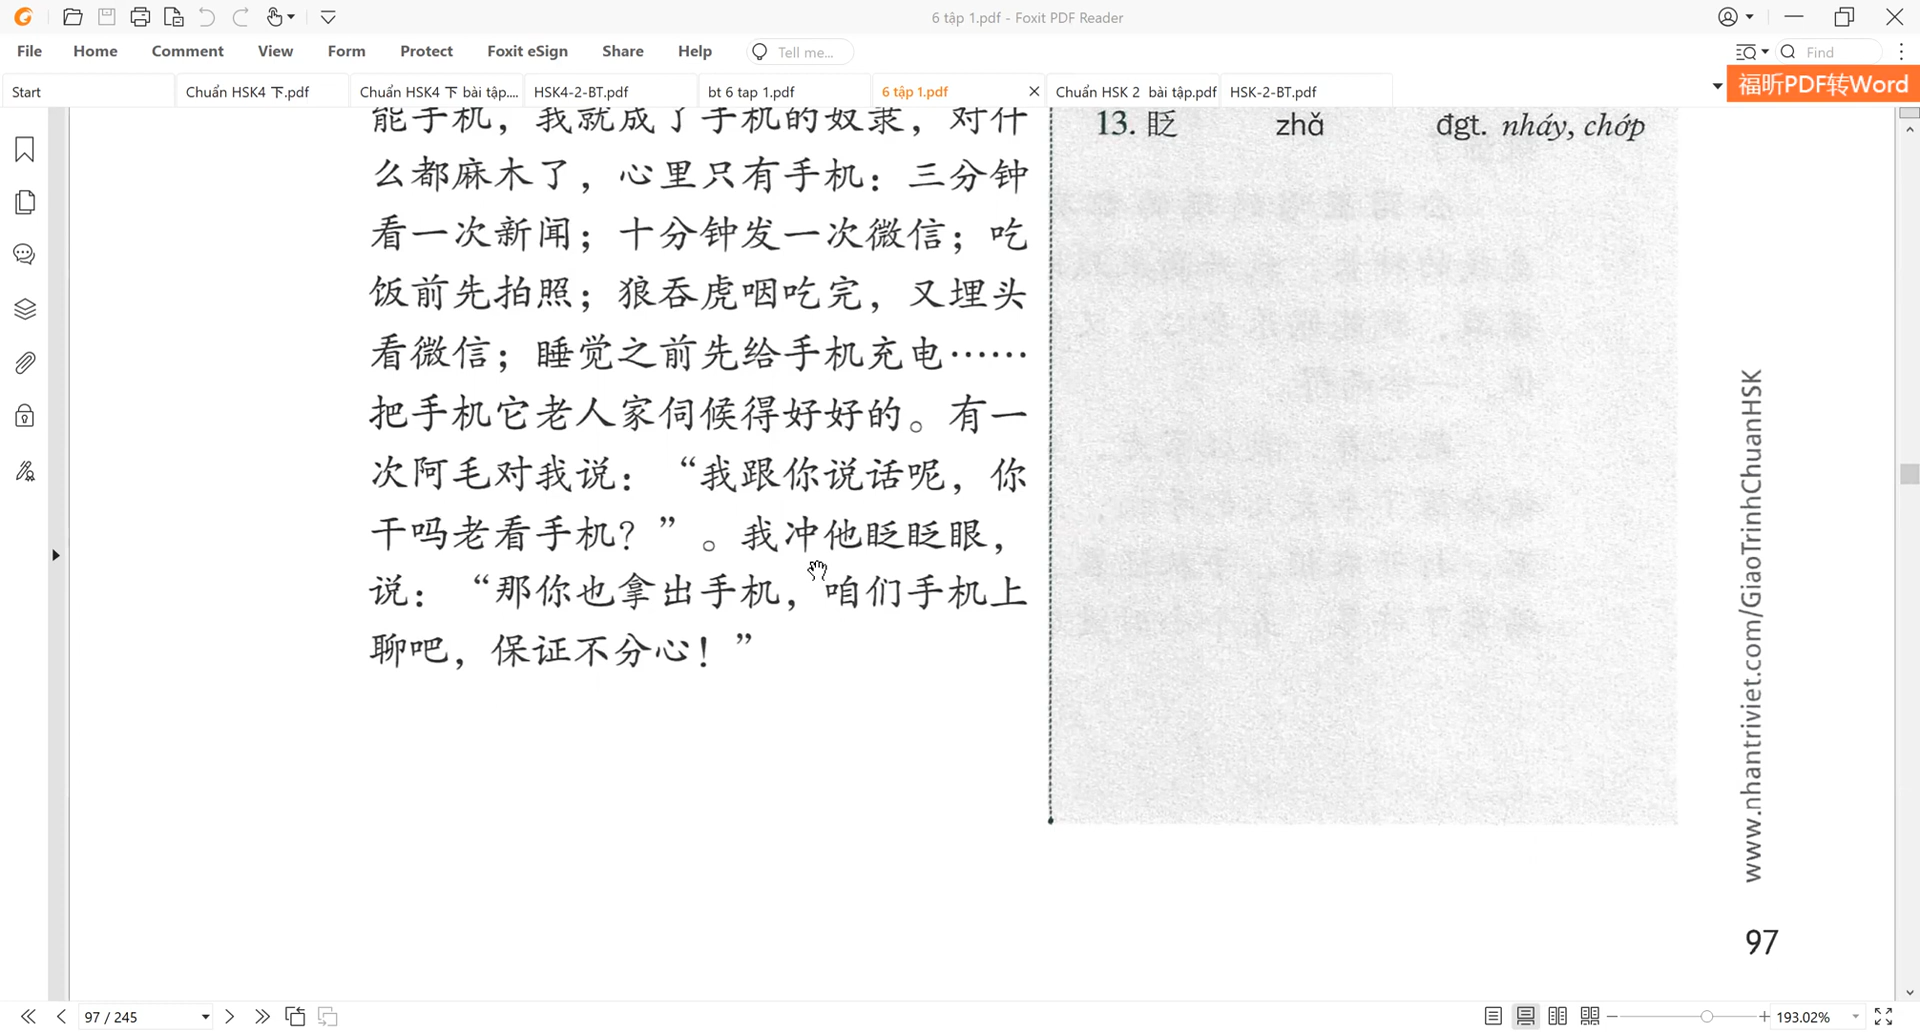 6 tập 1.pdf - Foxit PDF Reader
File Home Comment View Form Protect Foxit eSign Share Help Tell me... Find
Start Chuẩn HSK4 下.pdf Chuẩn HSK4 下 bài tập.... HSK4-2-BT.pdf bt 6 tap 1.pdf 6 tập 1.pdf Chuẩn HSK 2 bài tập.pdf HSK-2-BT.pdf 福昕PDF转Word
能手机，我就成了手机的奴隶，对什
么都麻木了，心里只有手机：三分钟
看一次新闻；十分钟发一次微信；吃
饭前先拍照；狼吞虎咽吃完，又埋头
看微信；睡觉之前先给手机充电……
把手机它老人家伺候得好好的。有一
次阿毛对我说：“我跟你说话呢，你
干吗老看手机？”。我冲他眨眨眼，
说：“那你也拿出手机，咱们手机上
聊吧，保证不分心！”
13. 眨 zhǎ đgt. nháy, chớp
www.nhantriviet.com/GiaoTrinhChuanHSK
97
97 / 245 193.02%